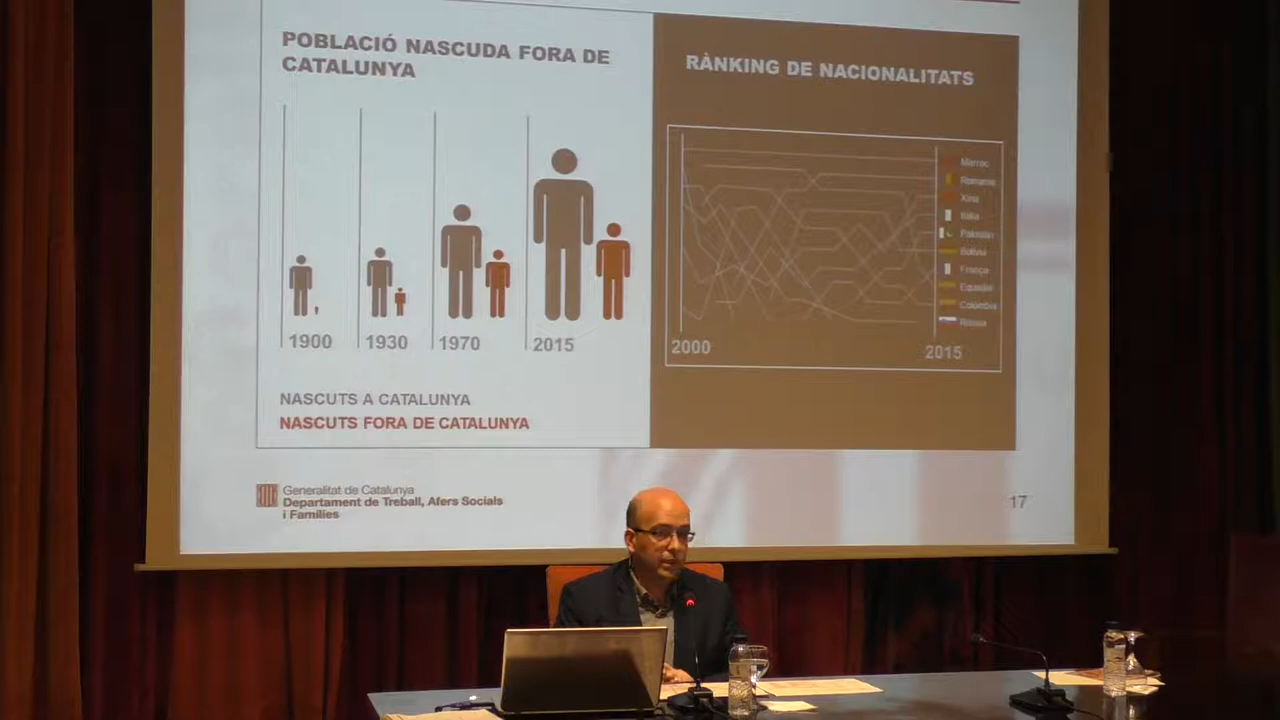 POBLACIÓ NASCUDA FORA DE
CATALUNYA
1900
1930
1970
2015
NASCUTS A CATALUNYA
NASCUTS FORA DE CATALUNYA
RÀNKING DE NACIONALITATS
Marroc
Romania
Xina
Itàlia
Pakistan
Bolívia
França
Equador
Colòmbia
Rússia
2000
2015
Generalitat de Catalunya
Departament de Treball, Afers Socials
i Famílies
17